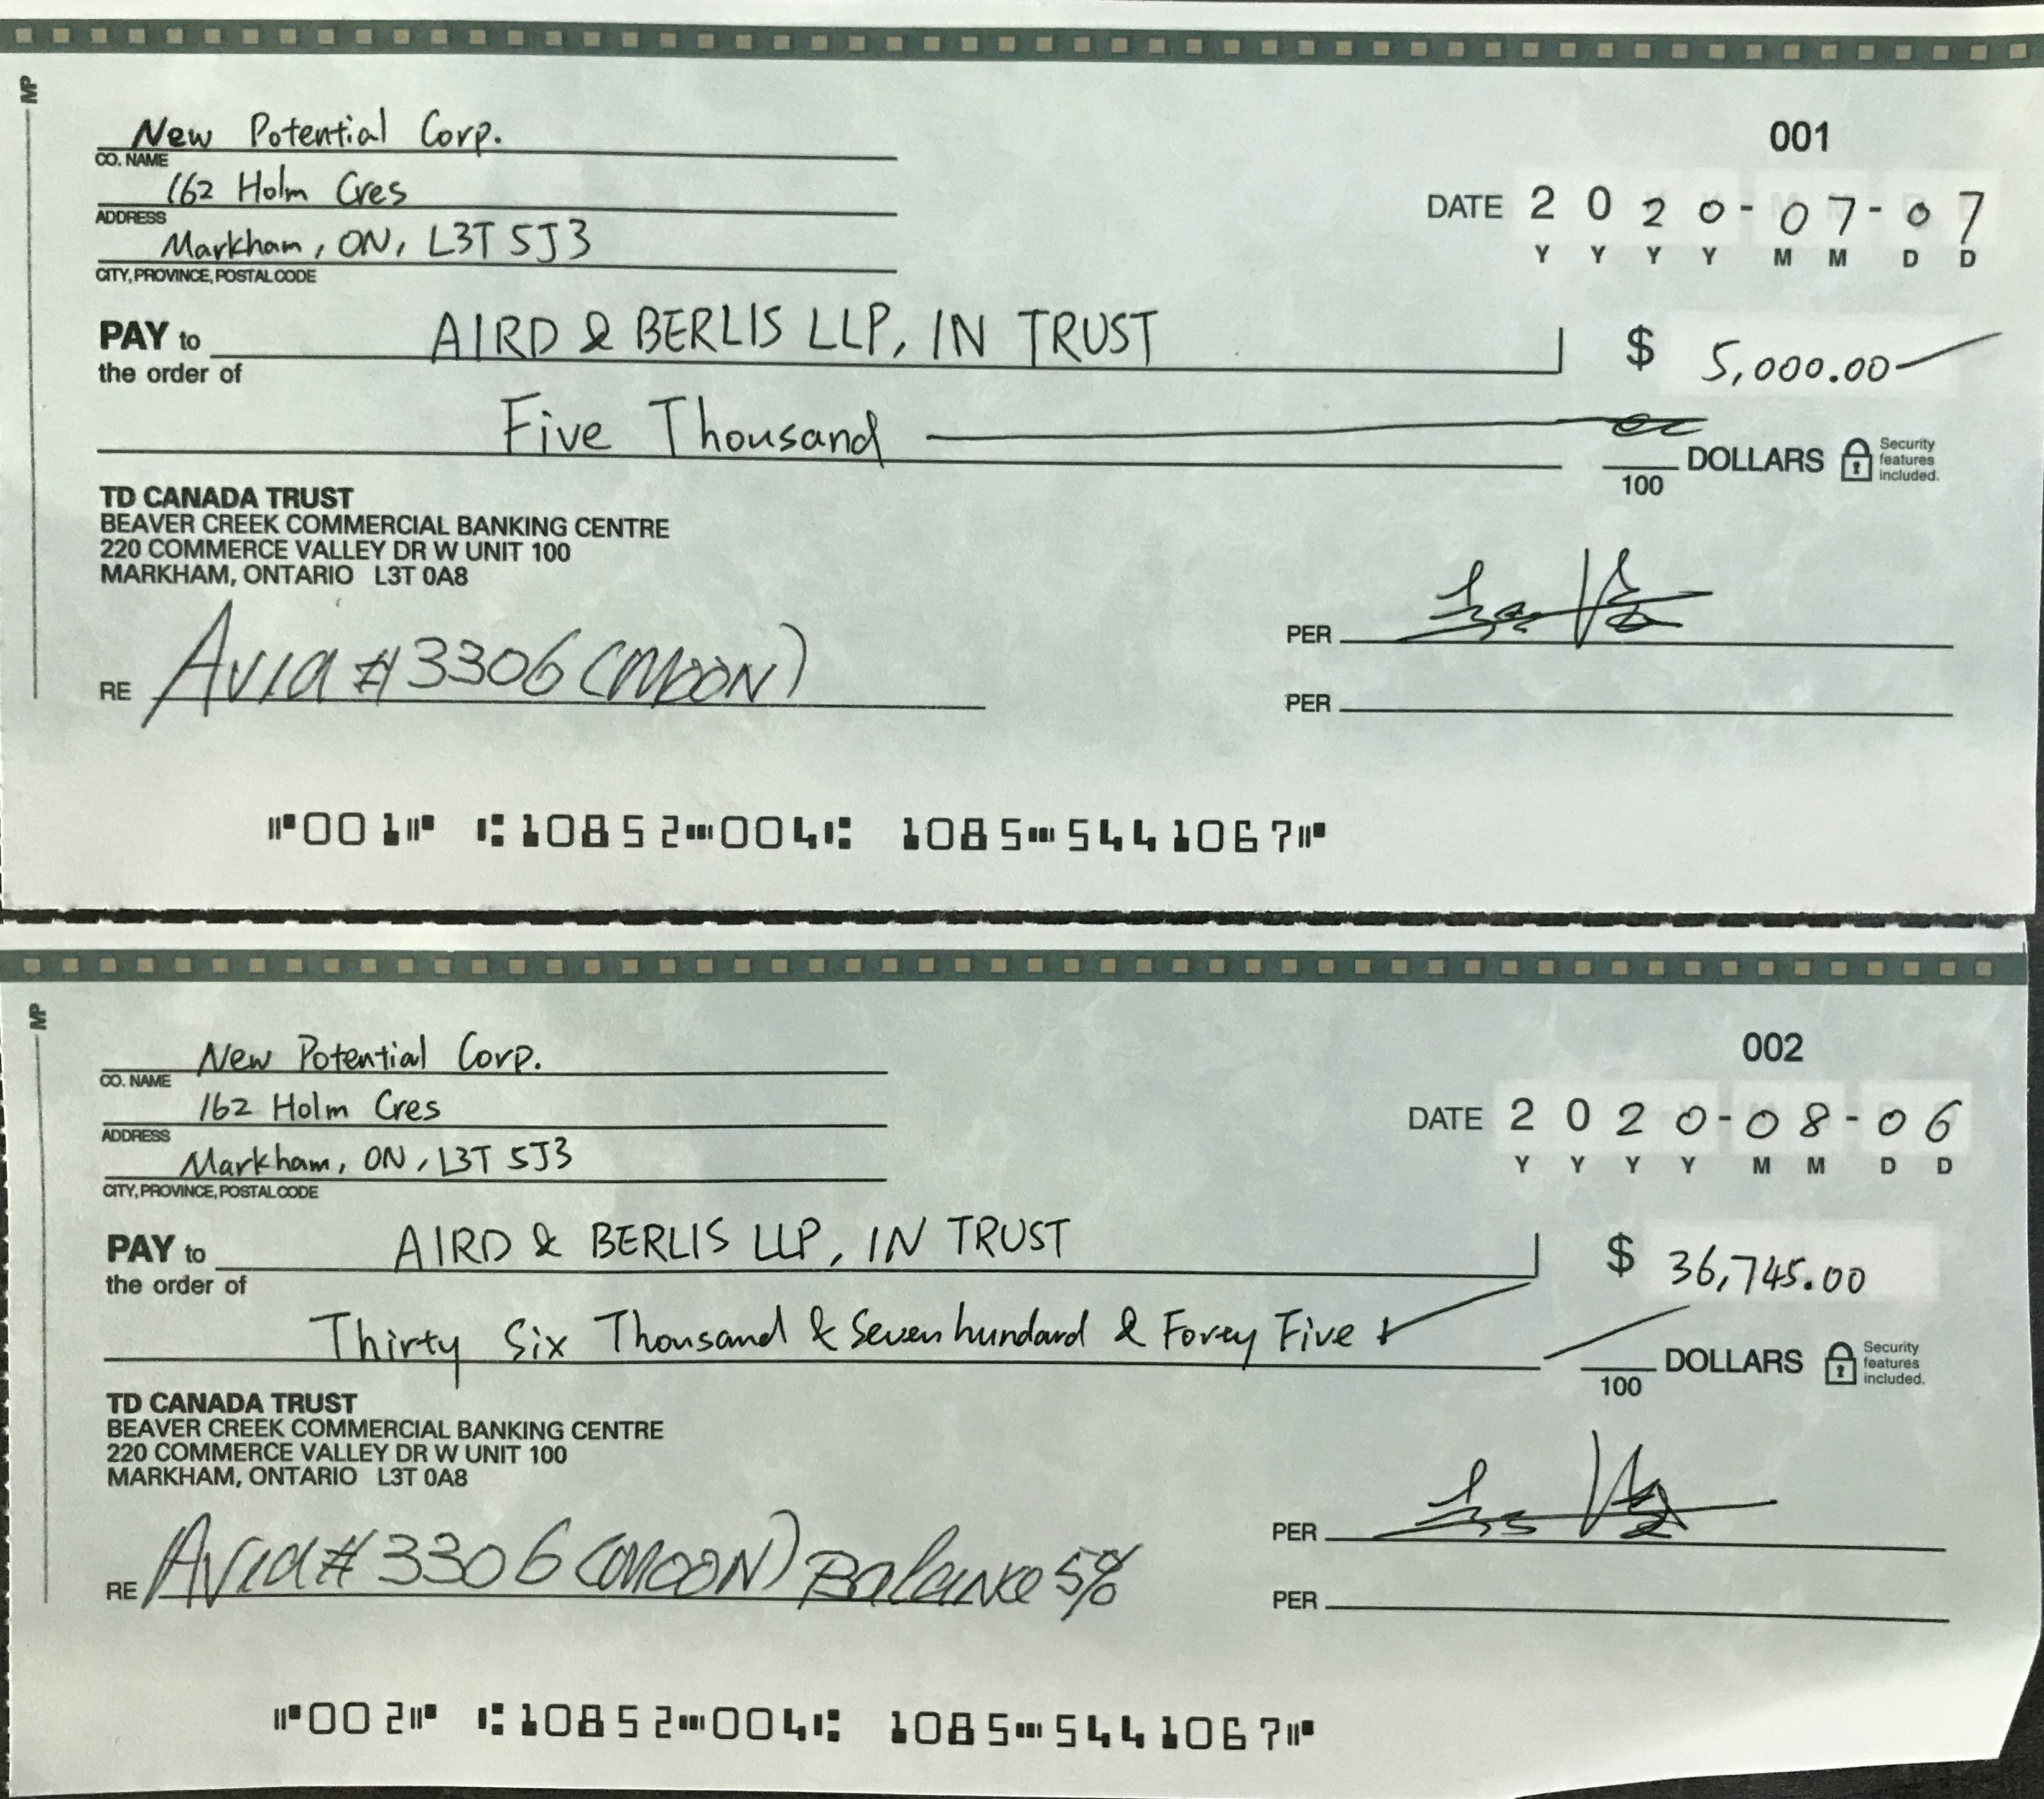 MP
New Potential Corp.
CO. NAME
001
162 Holm Cres
ADDRESS
DATE 2020-07-07
Y Y Y Y M M D D
Markham, ON, L3T 5J3
CITY, PROVINCE, POSTAL CODE
PAY to the order of AIRD & BERLIS LLP, IN TRUST $ 5,000.00
Five Thousand
100 DOLLARS Security features included.
TD CANADA TRUST
BEAVER CREEK COMMERCIAL BANKING CENTRE
220 COMMERCE VALLEY DR W UNIT 100
MARKHAM, ONTARIO L3T 0A8
PER
RE Avia #3306 (MOON)
PER
⑈001⑈ ⑆10852⑉004⑆ 1085⑉5441067⑈
MP
New Potential Corp.
CO. NAME
002
162 Holm Cres
ADDRESS
DATE 2020-08-06
Y Y Y Y M M D D
Markham, ON, L3T 5J3
CITY, PROVINCE, POSTAL CODE
PAY to the order of AIRD & BERLIS LLP, IN TRUST $ 36,745.00
Thirty Six Thousand & Seven hundard & Forey Five
100 DOLLARS Security features included.
TD CANADA TRUST
BEAVER CREEK COMMERCIAL BANKING CENTRE
220 COMMERCE VALLEY DR W UNIT 100
MARKHAM, ONTARIO L3T 0A8
PER
RE Avia #3306 (MOON) Balance 5%
PER
⑈002⑈ ⑆10852⑉004⑆ 1085⑉5441067⑈